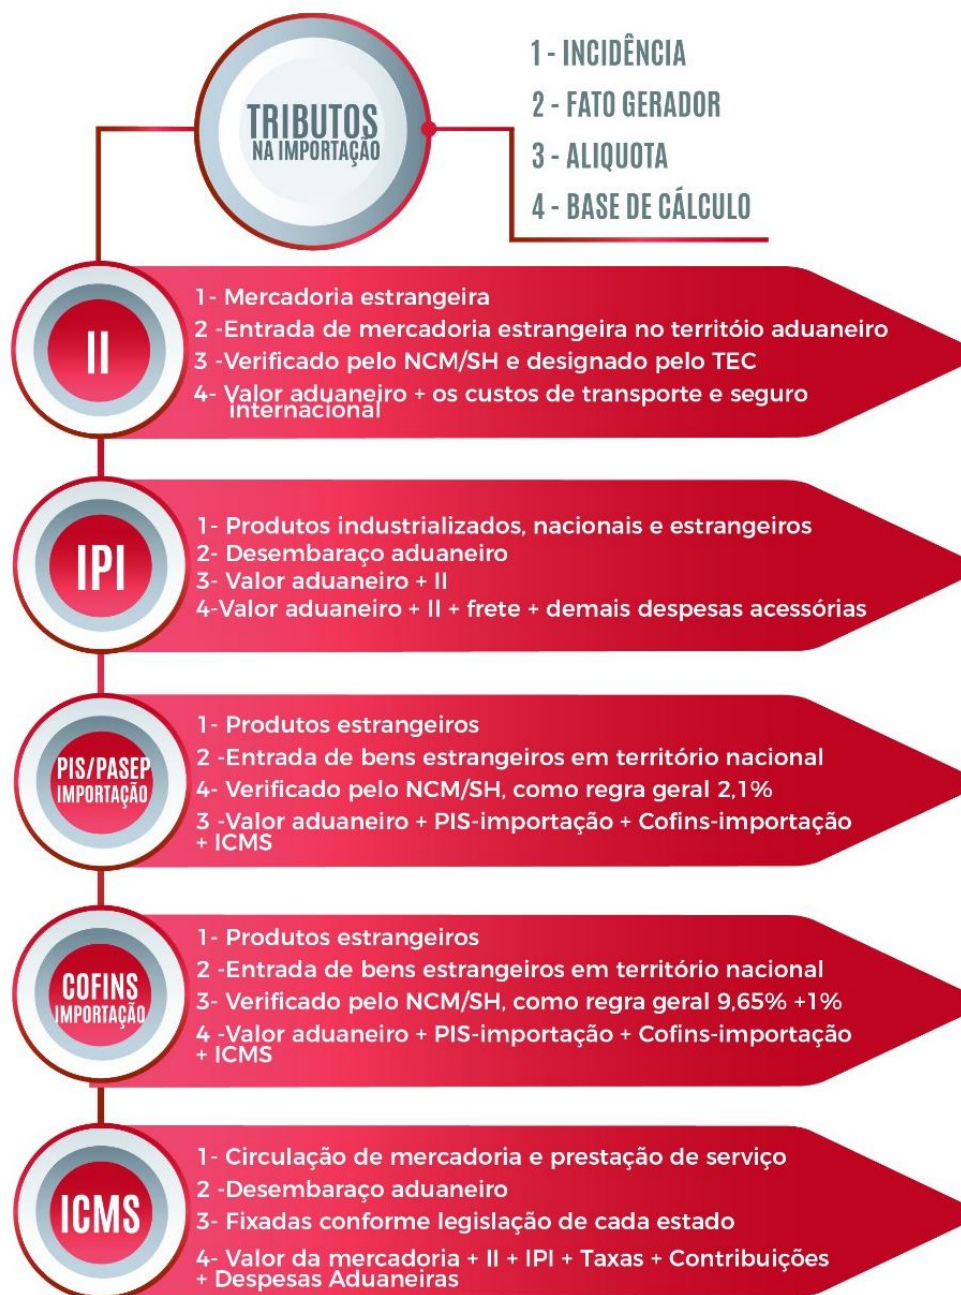 TRIBUTOS
NA IMPORTAÇÃO
1 - INCIDÊNCIA
2 - FATO GERADOR
3 - ALIQUOTA
4 - BASE DE CÁLCULO
II
1- Mercadoria estrangeira
2 -Entrada de mercadoria estrangeira no territóio aduaneiro
3 -Verificado pelo NCM/SH e designado pelo TEC
4- Valor aduaneiro + os custos de transporte e seguro
internacional
IPI
1- Produtos industrializados, nacionais e estrangeiros
2- Desembaraço aduaneiro
3- Valor aduaneiro + II
4-Valor aduaneiro + II + frete + demais despesas acessórias
PIS/PASEP
IMPORTAÇÃO
1- Produtos estrangeiros
2 -Entrada de bens estrangeiros em território nacional
4- Verificado pelo NCM/SH, como regra geral 2,1%
3 -Valor aduaneiro + PIS-importação + Cofins-importação
+ ICMS
COFINS
IMPORTAÇÃO
1- Produtos estrangeiros
2 -Entrada de bens estrangeiros em território nacional
3- Verificado pelo NCM/SH, como regra geral 9,65% +1%
4 -Valor aduaneiro + PIS-importação + Cofins-importação
+ ICMS
ICMS
1- Circulação de mercadoria e prestação de serviço
2 -Desembaraço aduaneiro
3- Fixadas conforme legislação de cada estado
4- Valor da mercadoria + II + IPI + Taxas + Contribuições
+ Despesas Aduaneiras